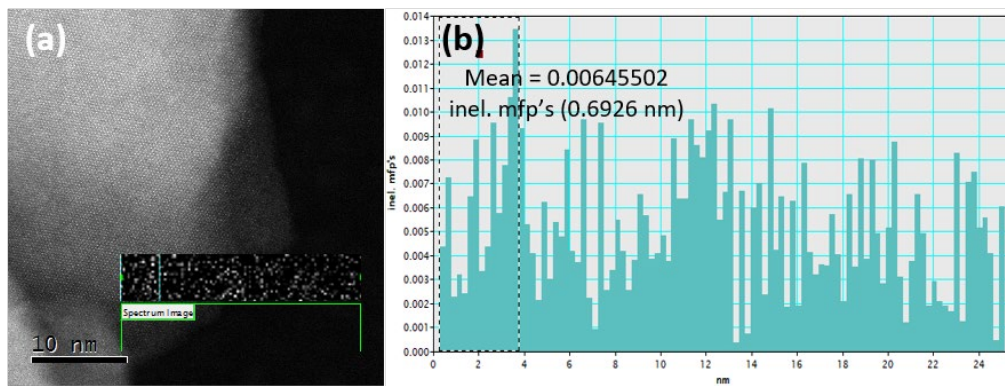 (a)
Spectrum Image
10 nm
(b)
Mean = 0.00645502
inel. mfp's (0.6926 nm)
inel. mfp's
0.014
0.013
0.012
0.011
0.010
0.009
0.008
0.007
0.006
0.005
0.004
0.003
0.002
0.001
0.000
0 2 4 6 8 10 12 14 16 18 20 22 24
nm